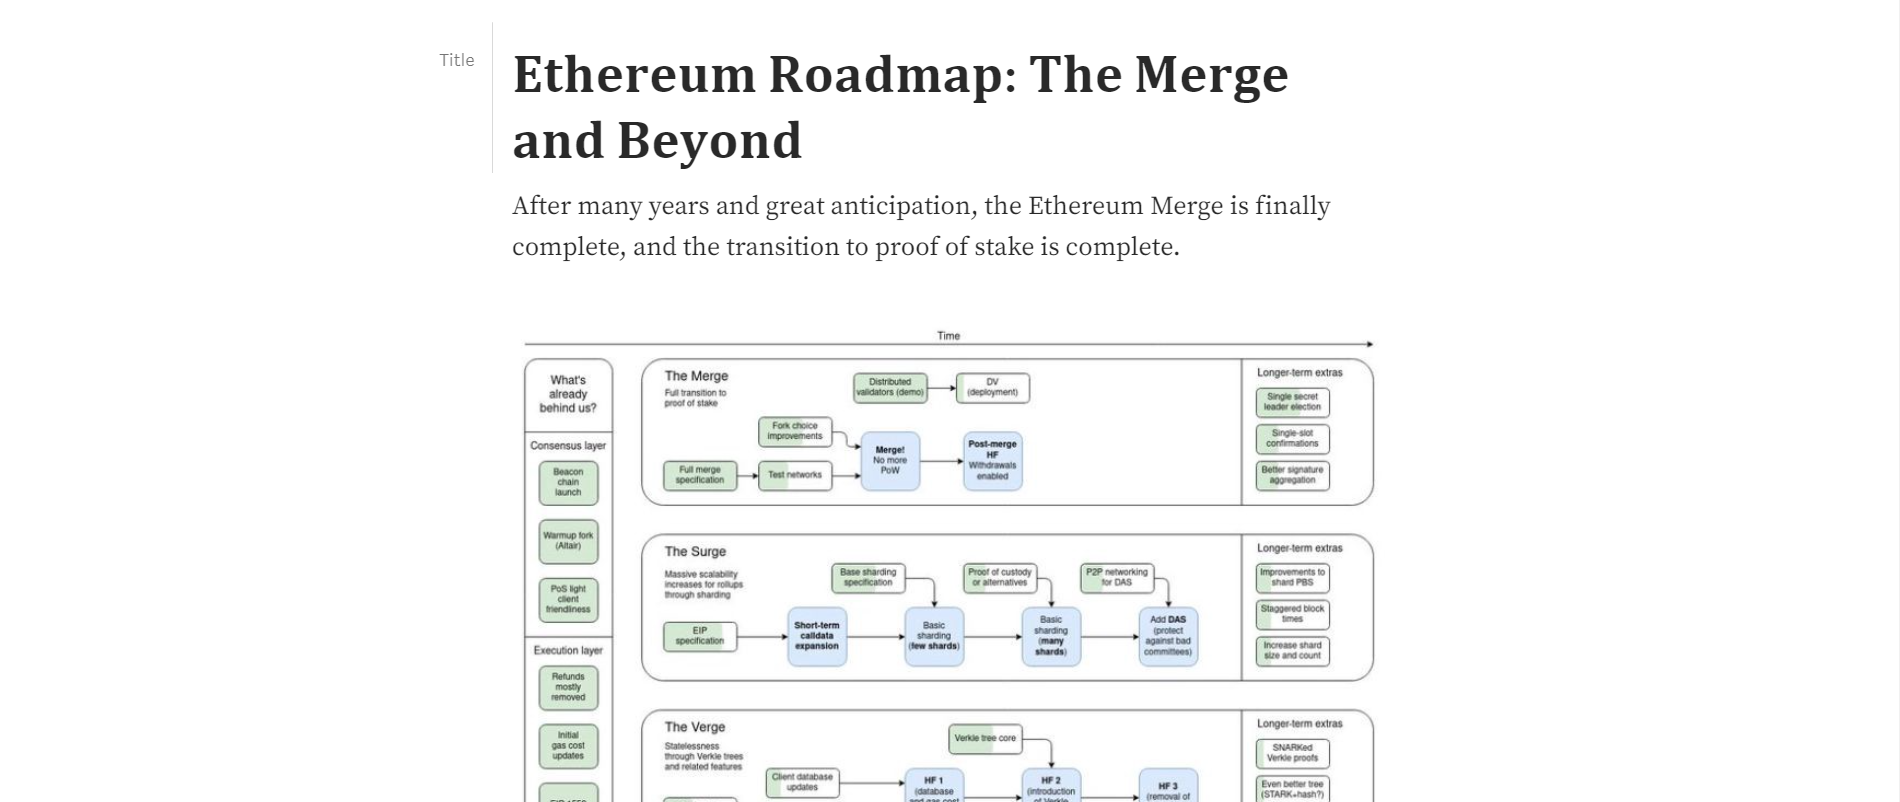 Title
Ethereum Roadmap: The Merge
and Beyond
After many years and great anticipation, the Ethereum Merge is finally
complete, and the transition to proof of stake is complete.
Time
What's
already
behind us?
Consensus layer
Beacon
chain
launch
Warmup fork
(Altair)
PoS light
client
friendliness
Execution layer
Refunds
mostly
removed
Initial
gas cost
updates
The Merge
Full transition to
proof of stake
Distributed
validators (demo)
DV
(deployment)
Fork choice
improvements
Full merge
specification
Test networks
Merge!
No more
PoW
Post-merge
HF
Withdrawals
enabled
Longer-term extras
Single secret
leader election
Single-slot
confirmations
Better signature
aggregation
The Surge
Massive scalability
increases for rollups
through sharding
Base sharding
specification
Proof of custody
or alternatives
P2P networking
for DAS
EIP
specification
Short-term
calldata
expansion
Basic
sharding
(few shards)
Basic
sharding
(many
shards)
Add DAS
(protect
against bad
committees)
Longer-term extras
Improvements to
shard PBS
Staggered block
times
Increase shard
size and count
The Verge
Statelessness
through Verkle trees
and related features
Verkle tree core
Client database
updates
HF 1
(database
and gas cost
HF 2
(introduction
of Verkle
HF 3
(removal of
Longer-term extras
SNARKed
Verkle proofs
Even better tree
(STARK+hash?)